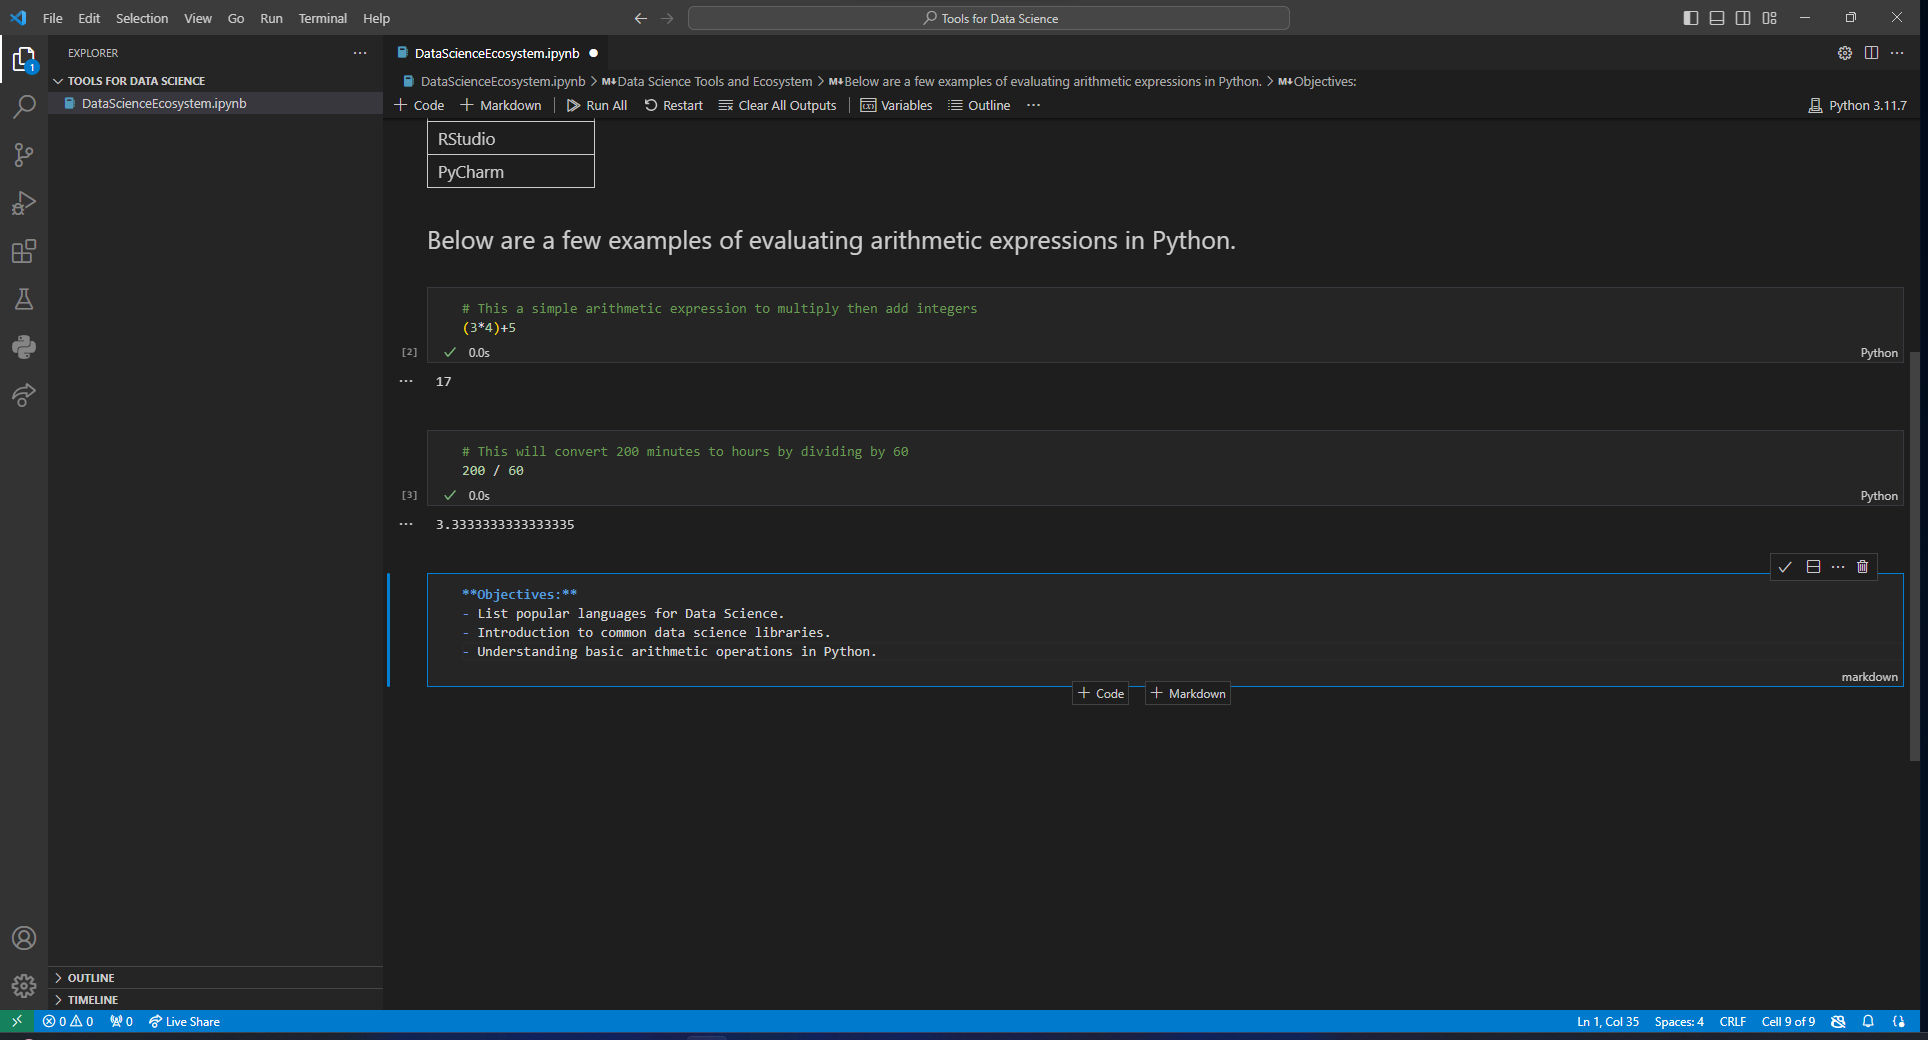 File Edit Selection View Go Run Terminal Help
Tools for Data Science
EXPLORER
TOOLS FOR DATA SCIENCE
DataScienceEcosystem.ipynb
OUTLINE
TIMELINE
1
DataScienceEcosystem.ipynb
DataScienceEcosystem.ipynb > M↓Data Science Tools and Ecosystem > M↓Below are a few examples of evaluating arithmetic expressions in Python. > M↓Objectives:
+ Code + Markdown | Run All Restart Clear All Outputs | Variables Outline ···
Python 3.11.7
RStudio
PyCharm
Below are a few examples of evaluating arithmetic expressions in Python.
# This a simple arithmetic expression to multiply then add integers
(3*4)+5
[2] ✓ 0.0s Python
··· 17
# This will convert 200 minutes to hours by dividing by 60
200 / 60
[3] ✓ 0.0s Python
··· 3.3333333333333335
**Objectives:**
- List popular languages for Data Science.
- Introduction to common data science libraries.
- Understanding basic arithmetic operations in Python.
markdown
+ Code + Markdown
0 0 0 Live Share Ln 1, Col 35 Spaces: 4 CRLF Cell 9 of 9